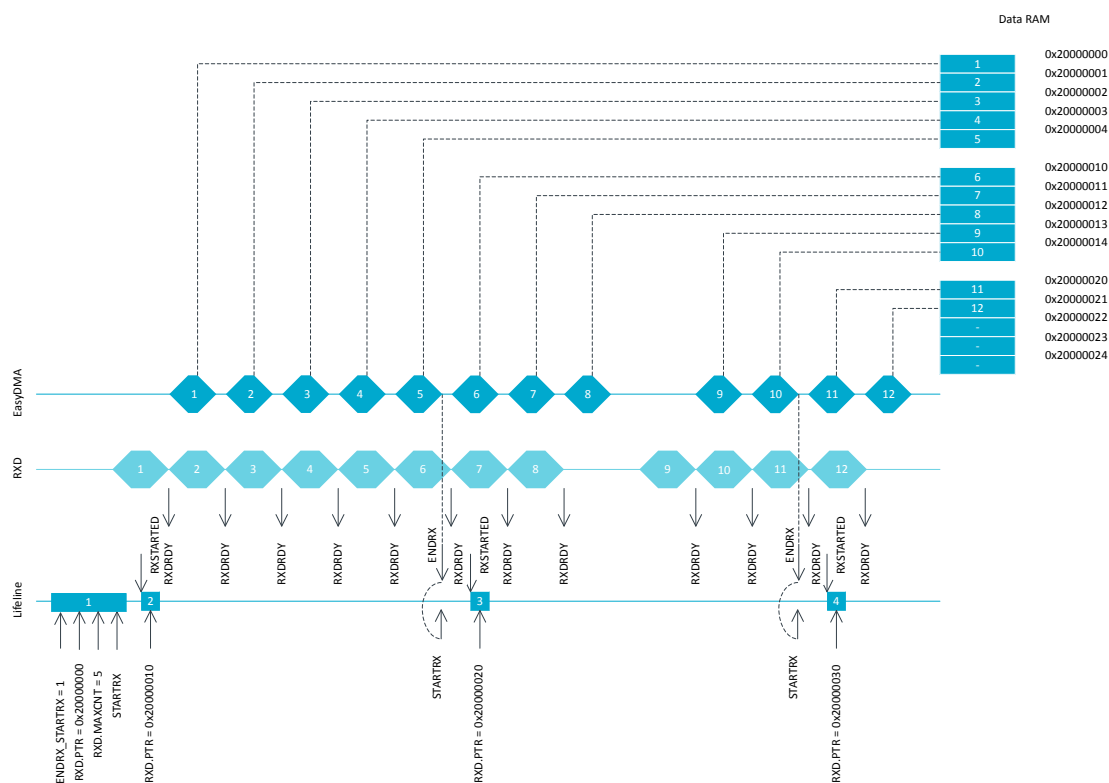 Data RAM
0x20000000
1
0x20000001
2
0x20000002
3
0x20000003
4
0x20000004
5
0x20000010
6
0x20000011
7
0x20000012
8
0x20000013
9
0x20000014
10
0x20000020
11
0x20000021
12
0x20000022
-
0x20000023
-
0x20000024
-
EasyDMA
1 2 3 4 5 6 7 8 9 10 11 12
RXD
1 2 3 4 5 6 7 8 9 10 11 12
RXSTARTED
RXDRDY
RXDRDY
RXDRDY
RXDRDY
RXDRDY
ENDRX
RXDRDY
RXSTARTED
RXDRDY
RXDRDY
RXDRDY
RXDRDY
ENDRX
RXDRDY
RXSTARTED
RXDRDY
Lifeline
1 2 3 4
ENDRX_STARTRX = 1
RXD.PTR = 0x20000000
RXD.MAXCNT = 5
STARTRX
RXD.PTR = 0x20000010
STARTRX
RXD.PTR = 0x20000020
STARTRX
RXD.PTR = 0x20000030